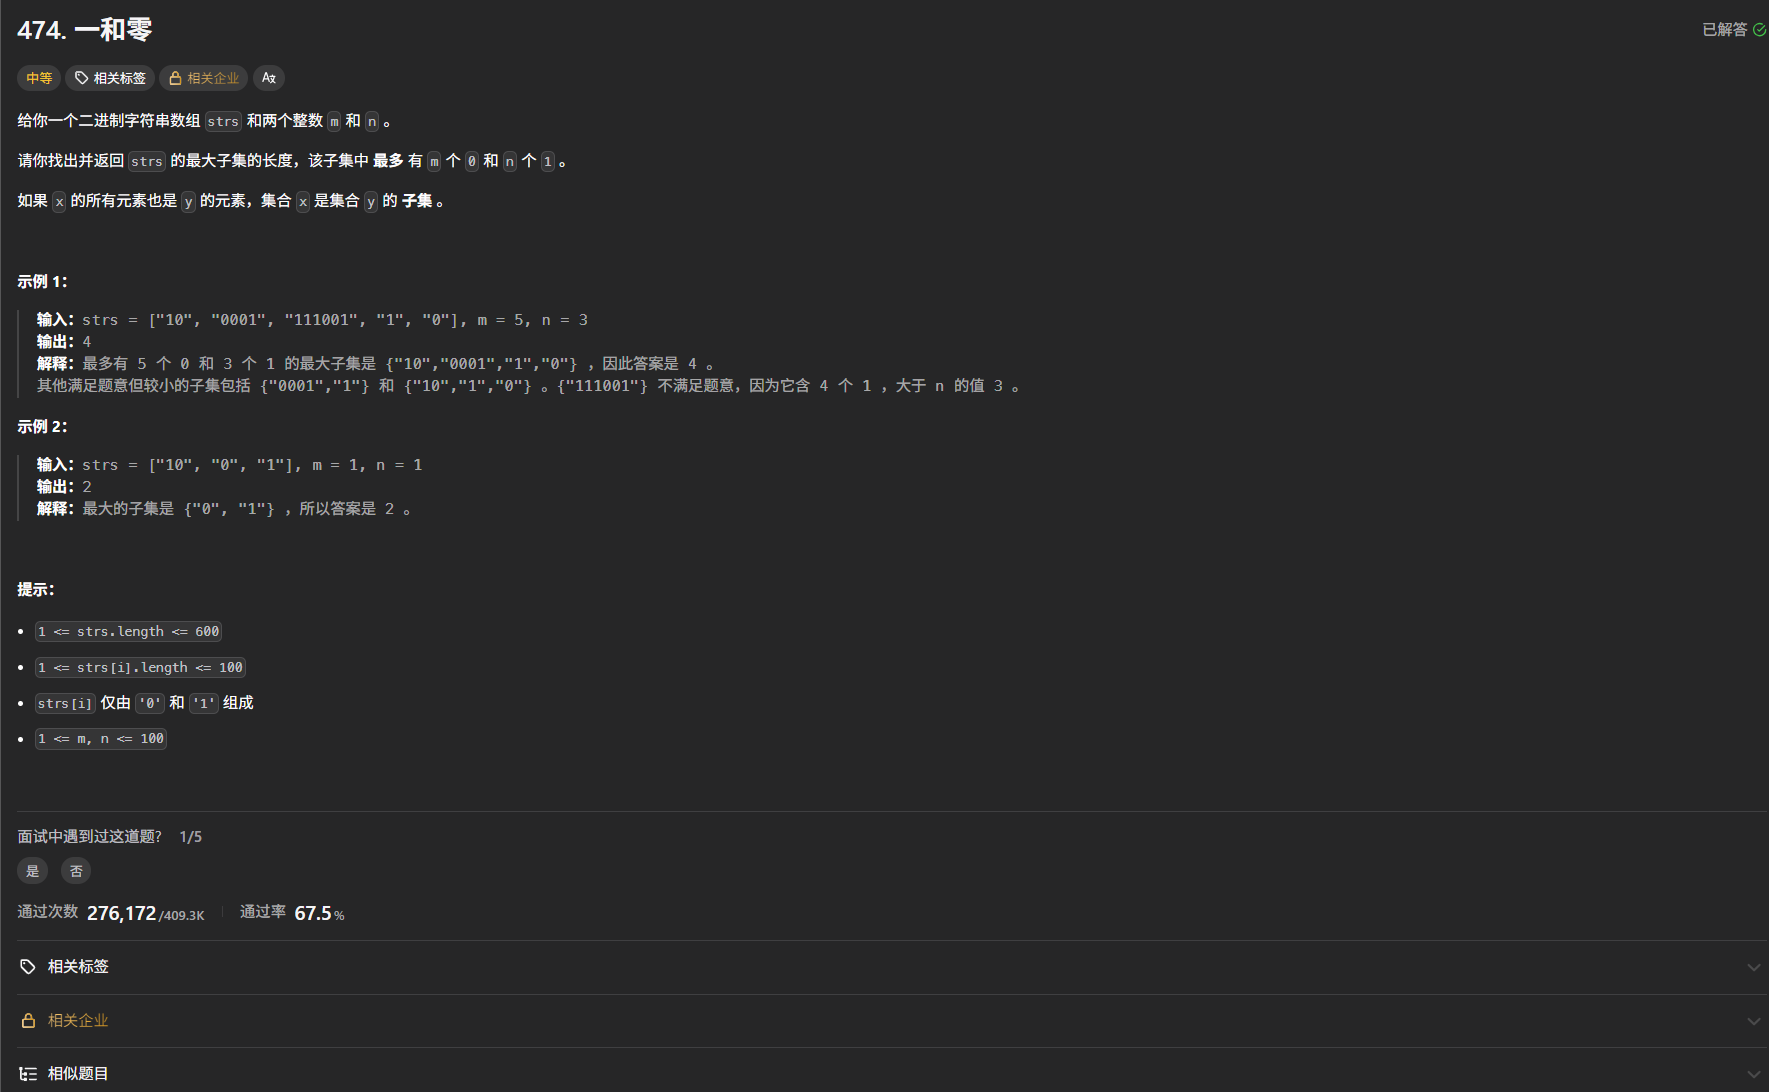 474. 一和零
已解答
中等
相关标签
相关企业
给你一个二进制字符串数组 strs 和两个整数 m 和 n 。
请你找出并返回 strs 的最大子集的长度，该子集中 最多 有 m 个 0 和 n 个 1 。
如果 x 的所有元素也是 y 的元素，集合 x 是集合 y 的 子集 。
示例 1：
输入：strs = ["10", "0001", "111001", "1", "0"], m = 5, n = 3
输出：4
解释：最多有 5 个 0 和 3 个 1 的最大子集是 {"10","0001","1","0"} ，因此答案是 4 。
其他满足题意但较小的子集包括 {"0001","1"} 和 {"10","1","0"} 。{"111001"} 不满足题意，因为它含 4 个 1 ，大于 n 的值 3 。
示例 2：
输入：strs = ["10", "0", "1"], m = 1, n = 1
输出：2
解释：最大的子集是 {"0", "1"} ，所以答案是 2 。
提示：
1 <= strs.length <= 600
1 <= strs[i].length <= 100
strs[i] 仅由 '0' 和 '1' 组成
1 <= m, n <= 100
面试中遇到过这道题? 1/5
是 否
通过次数 276,172/409.3K 通过率 67.5%
相关标签
相关企业
相似题目